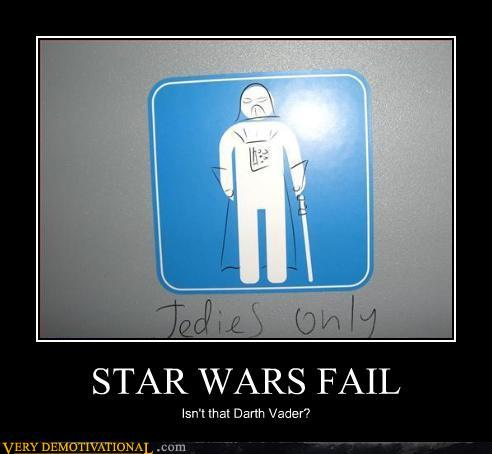 Jedies only
STAR WARS FAIL
Isn't that Darth Vader?
VERY DEMOTIVATIONAL.com